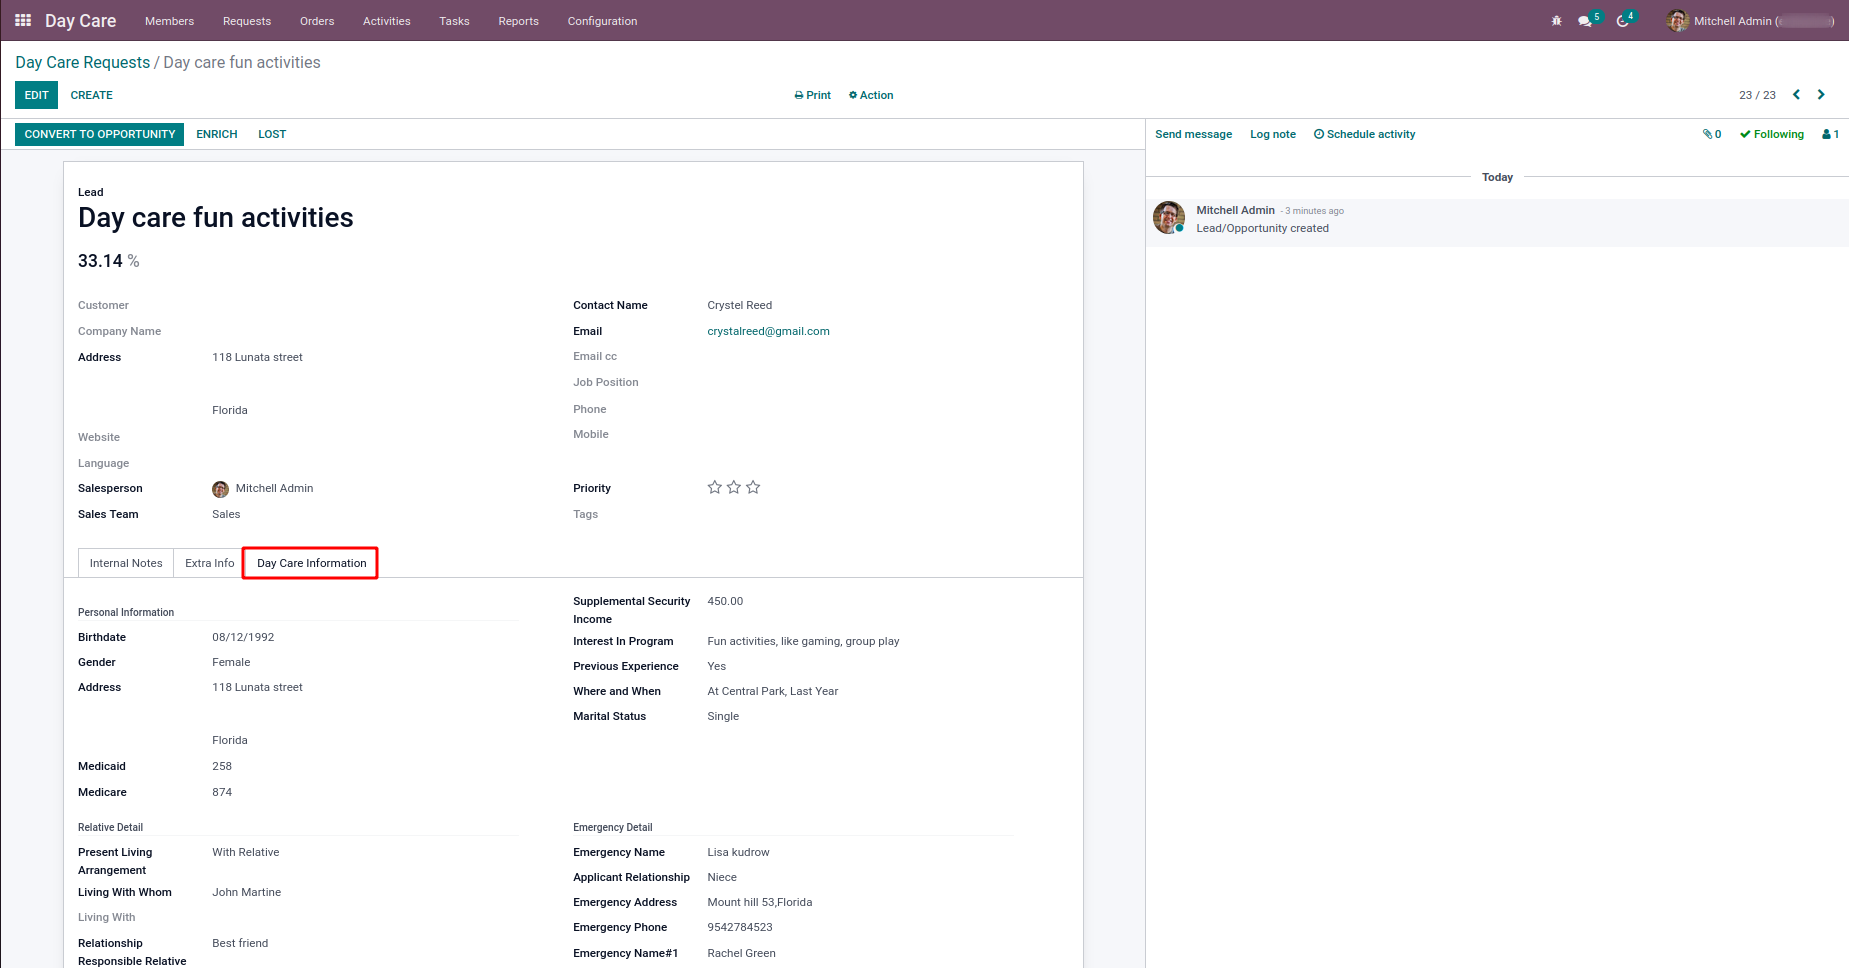 Day Care Members Requests Orders Activities Tasks Reports Configuration 5 4 Mitchell Admin ( )
Day Care Requests / Day care fun activities
EDIT CREATE Print Action 23 / 23
CONVERT TO OPPORTUNITY ENRICH LOST
Send message Log note Schedule activity 0 Following 1
Today
Mitchell Admin - 3 minutes ago
Lead/Opportunity created
Lead
Day care fun activities
33.14 %
Customer
Company Name
Address 118 Lunata street
Florida
Website
Language
Salesperson Mitchell Admin
Sales Team Sales
Contact Name Crystel Reed
Email crystalreed@gmail.com
Email cc
Job Position
Phone
Mobile
Priority
Tags
Internal Notes Extra Info Day Care Information
Personal Information
Birthdate 08/12/1992
Gender Female
Address 118 Lunata street
Florida
Medicaid 258
Medicare 874
Supplemental Security 450.00
Income
Interest In Program Fun activities, like gaming, group play
Previous Experience Yes
Where and When At Central Park, Last Year
Marital Status Single
Relative Detail
Present Living With Relative
Arrangement
Living With Whom John Martine
Living With
Relationship Best friend
Responsible Relative
Emergency Detail
Emergency Name Lisa kudrow
Applicant Relationship Niece
Emergency Address Mount hill 53,Florida
Emergency Phone 9542784523
Emergency Name#1 Rachel Green